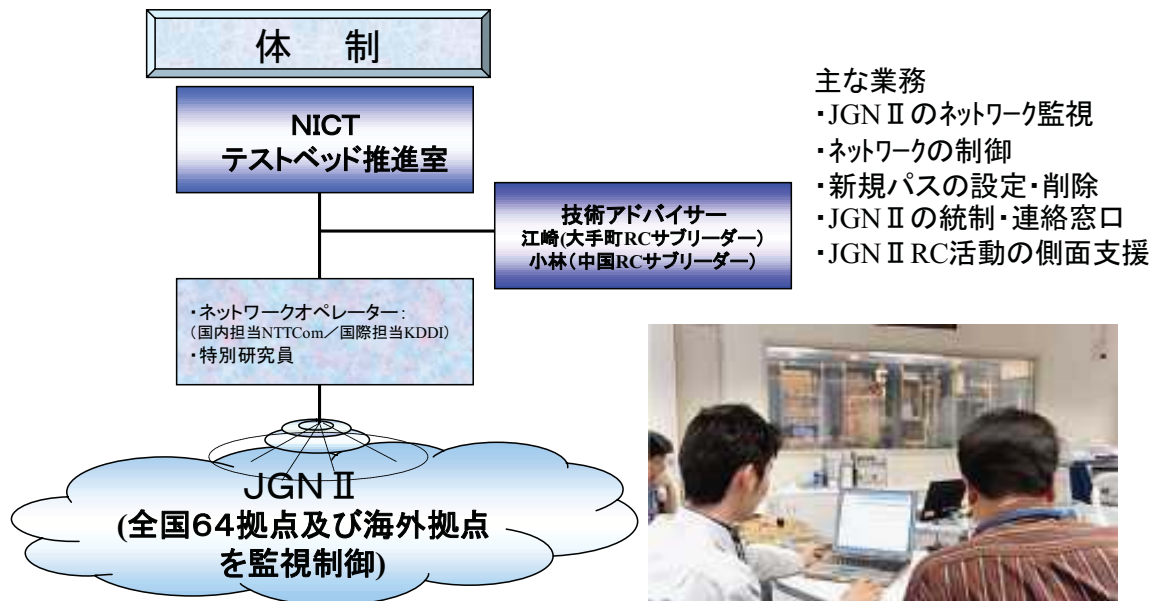 体 制
NICT
テストベッド推進室
技術アドバイサー
江崎(大手町RCサブリーダー)
小林(中国RCサブリーダー)
・ネットワークオペレーター:
(国内担当NTTCom/国際担当KDDI)
・特別研究員
JGNⅡ
(全国64拠点及び海外拠点
を監視制御)
主な業務
・JGNⅡのネットワーク監視
・ネットワークの制御
・新規パスの設定・削除
・JGNⅡの統制・連絡窓口
・JGNⅡRC活動の側面支援